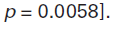 p = 0.0058].